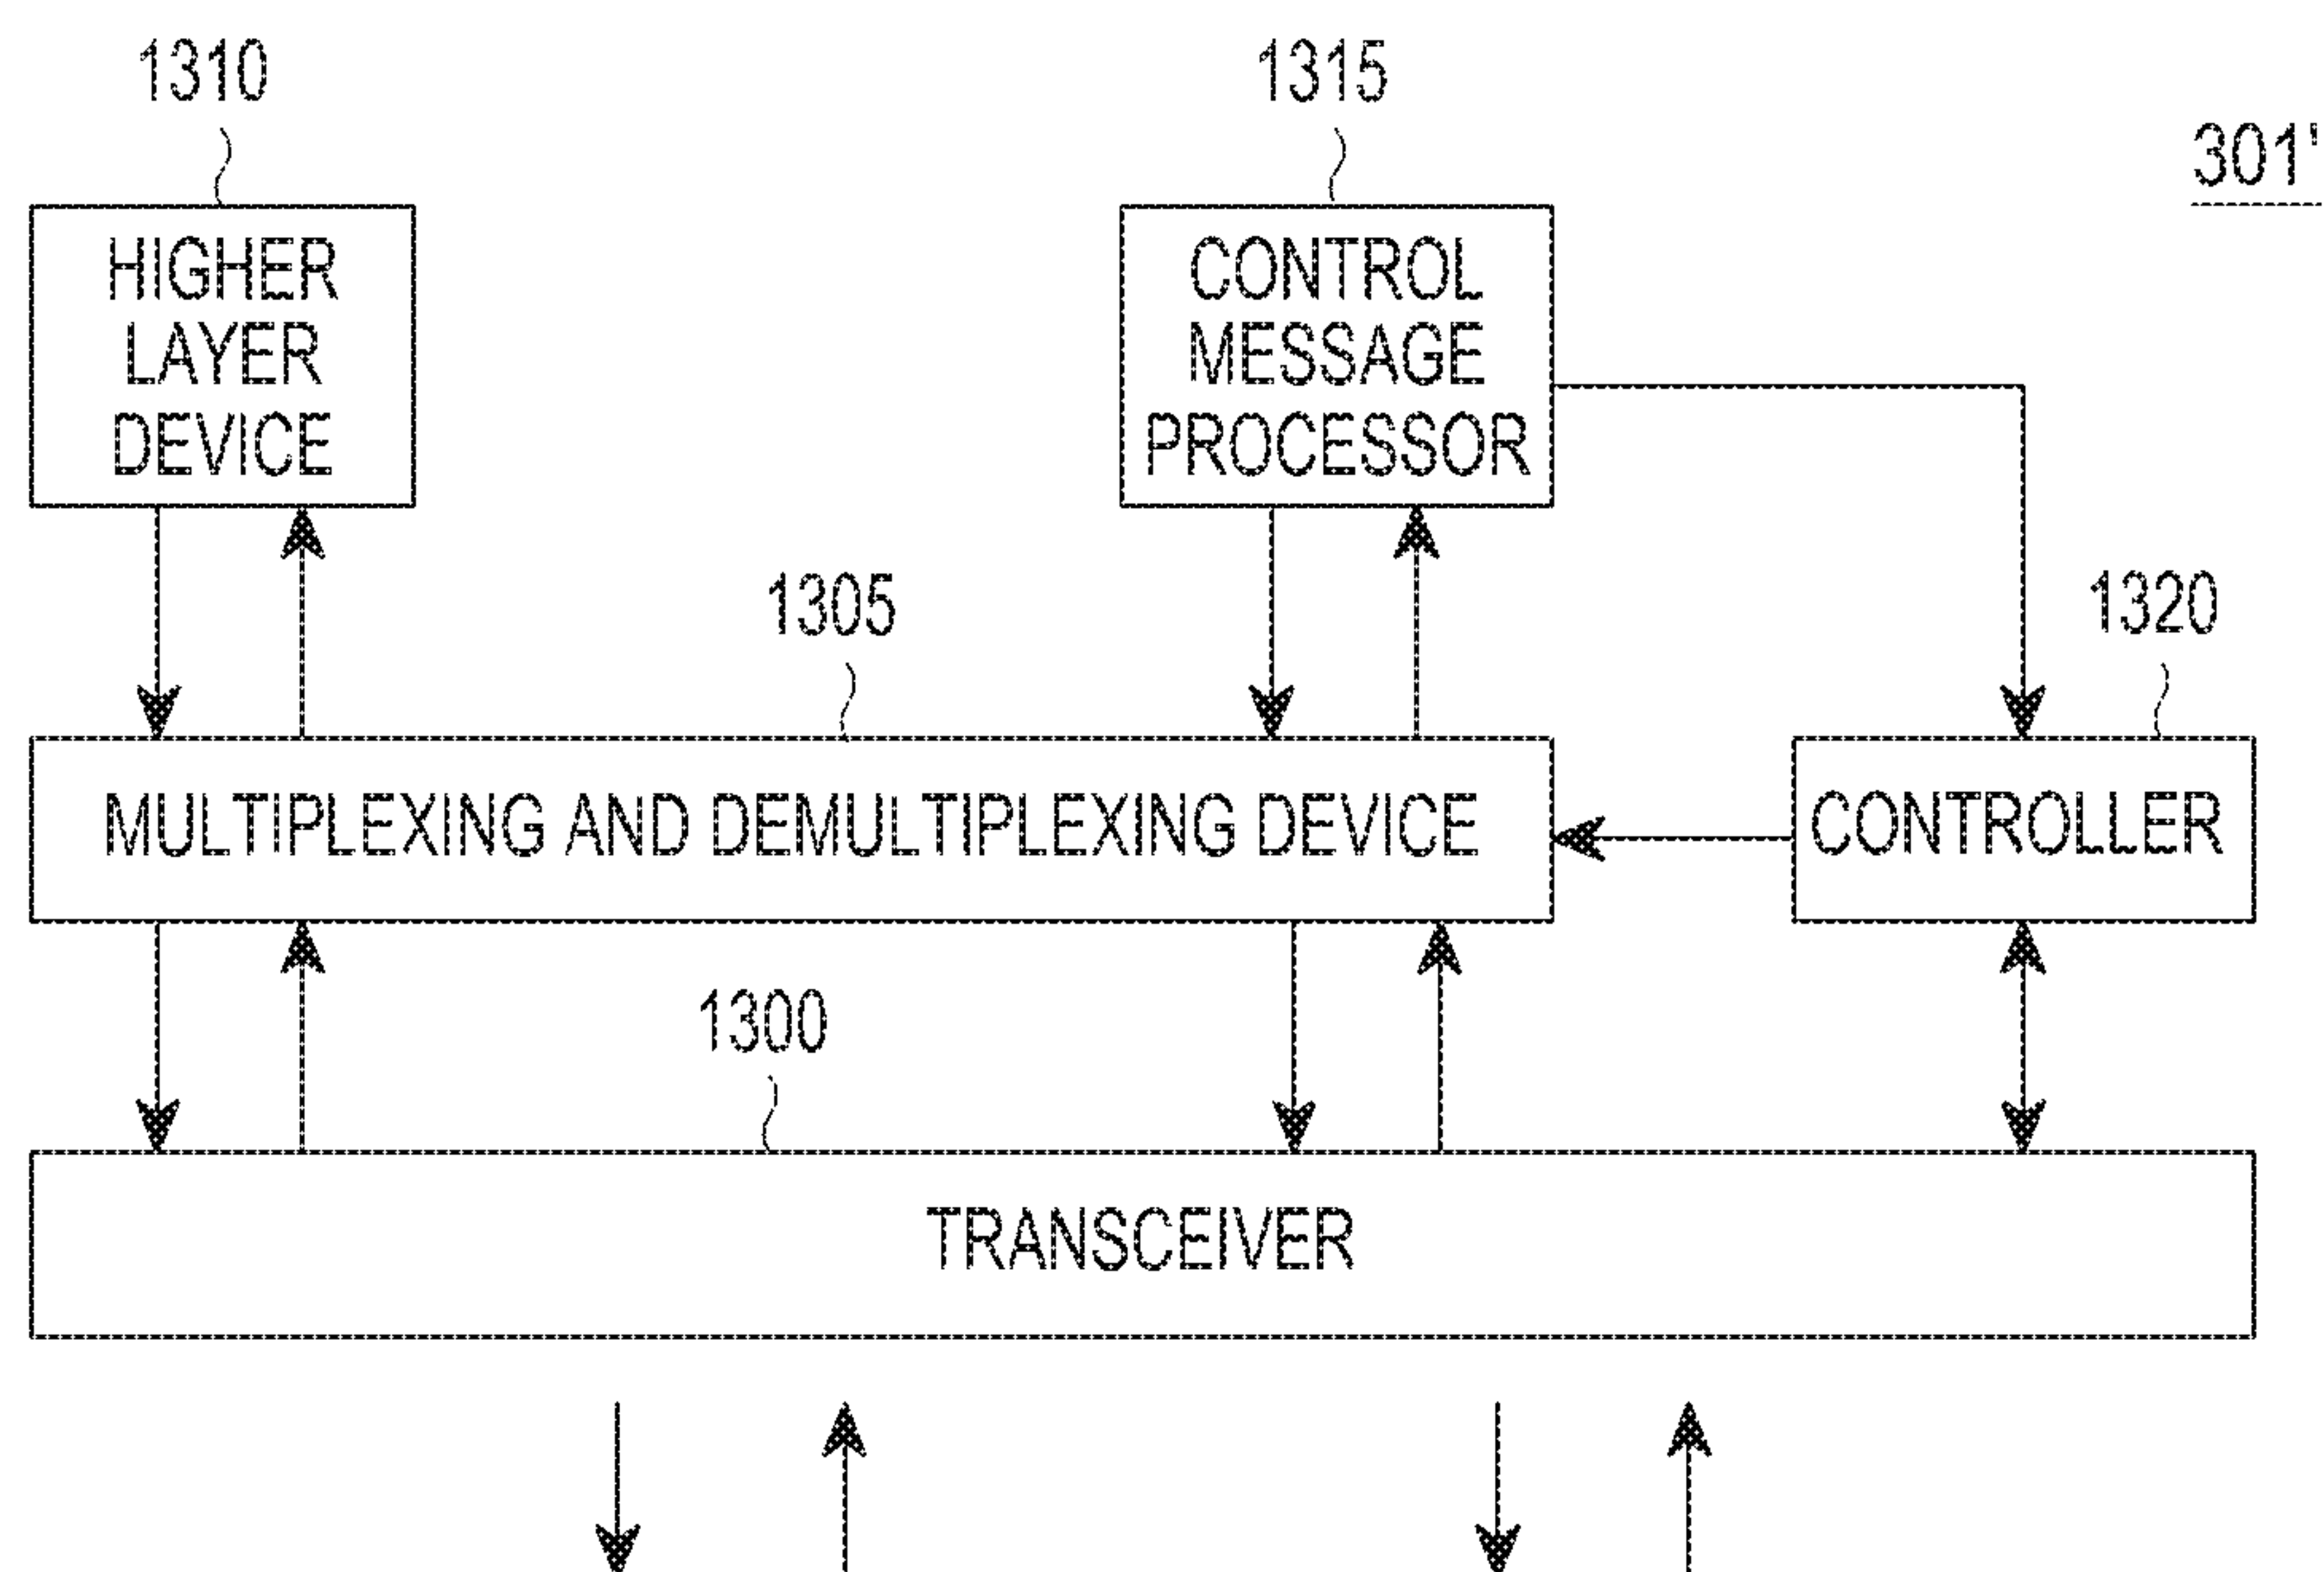 1310
1315
301'
HIGHER
LAYER
DEVICE
CONTROL
MESSAGE
PROCESSOR
1305
1320
MULTIPLEXING AND DEMULTIPLEXING DEVICE
CONTROLLER
1300
TRANSCEIVER